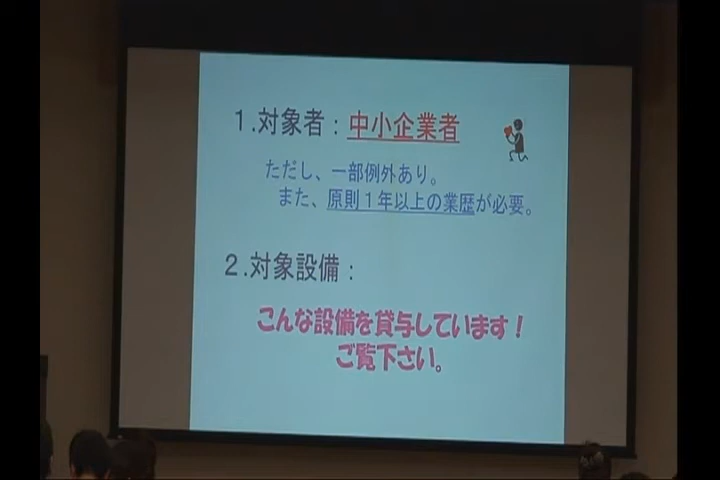 １.対象者：中小企業者
ただし、一部例外あり。
また、原則１年以上の業歴が必要。
２.対象設備：
こんな設備を貸与しています！
ご覧下さい。